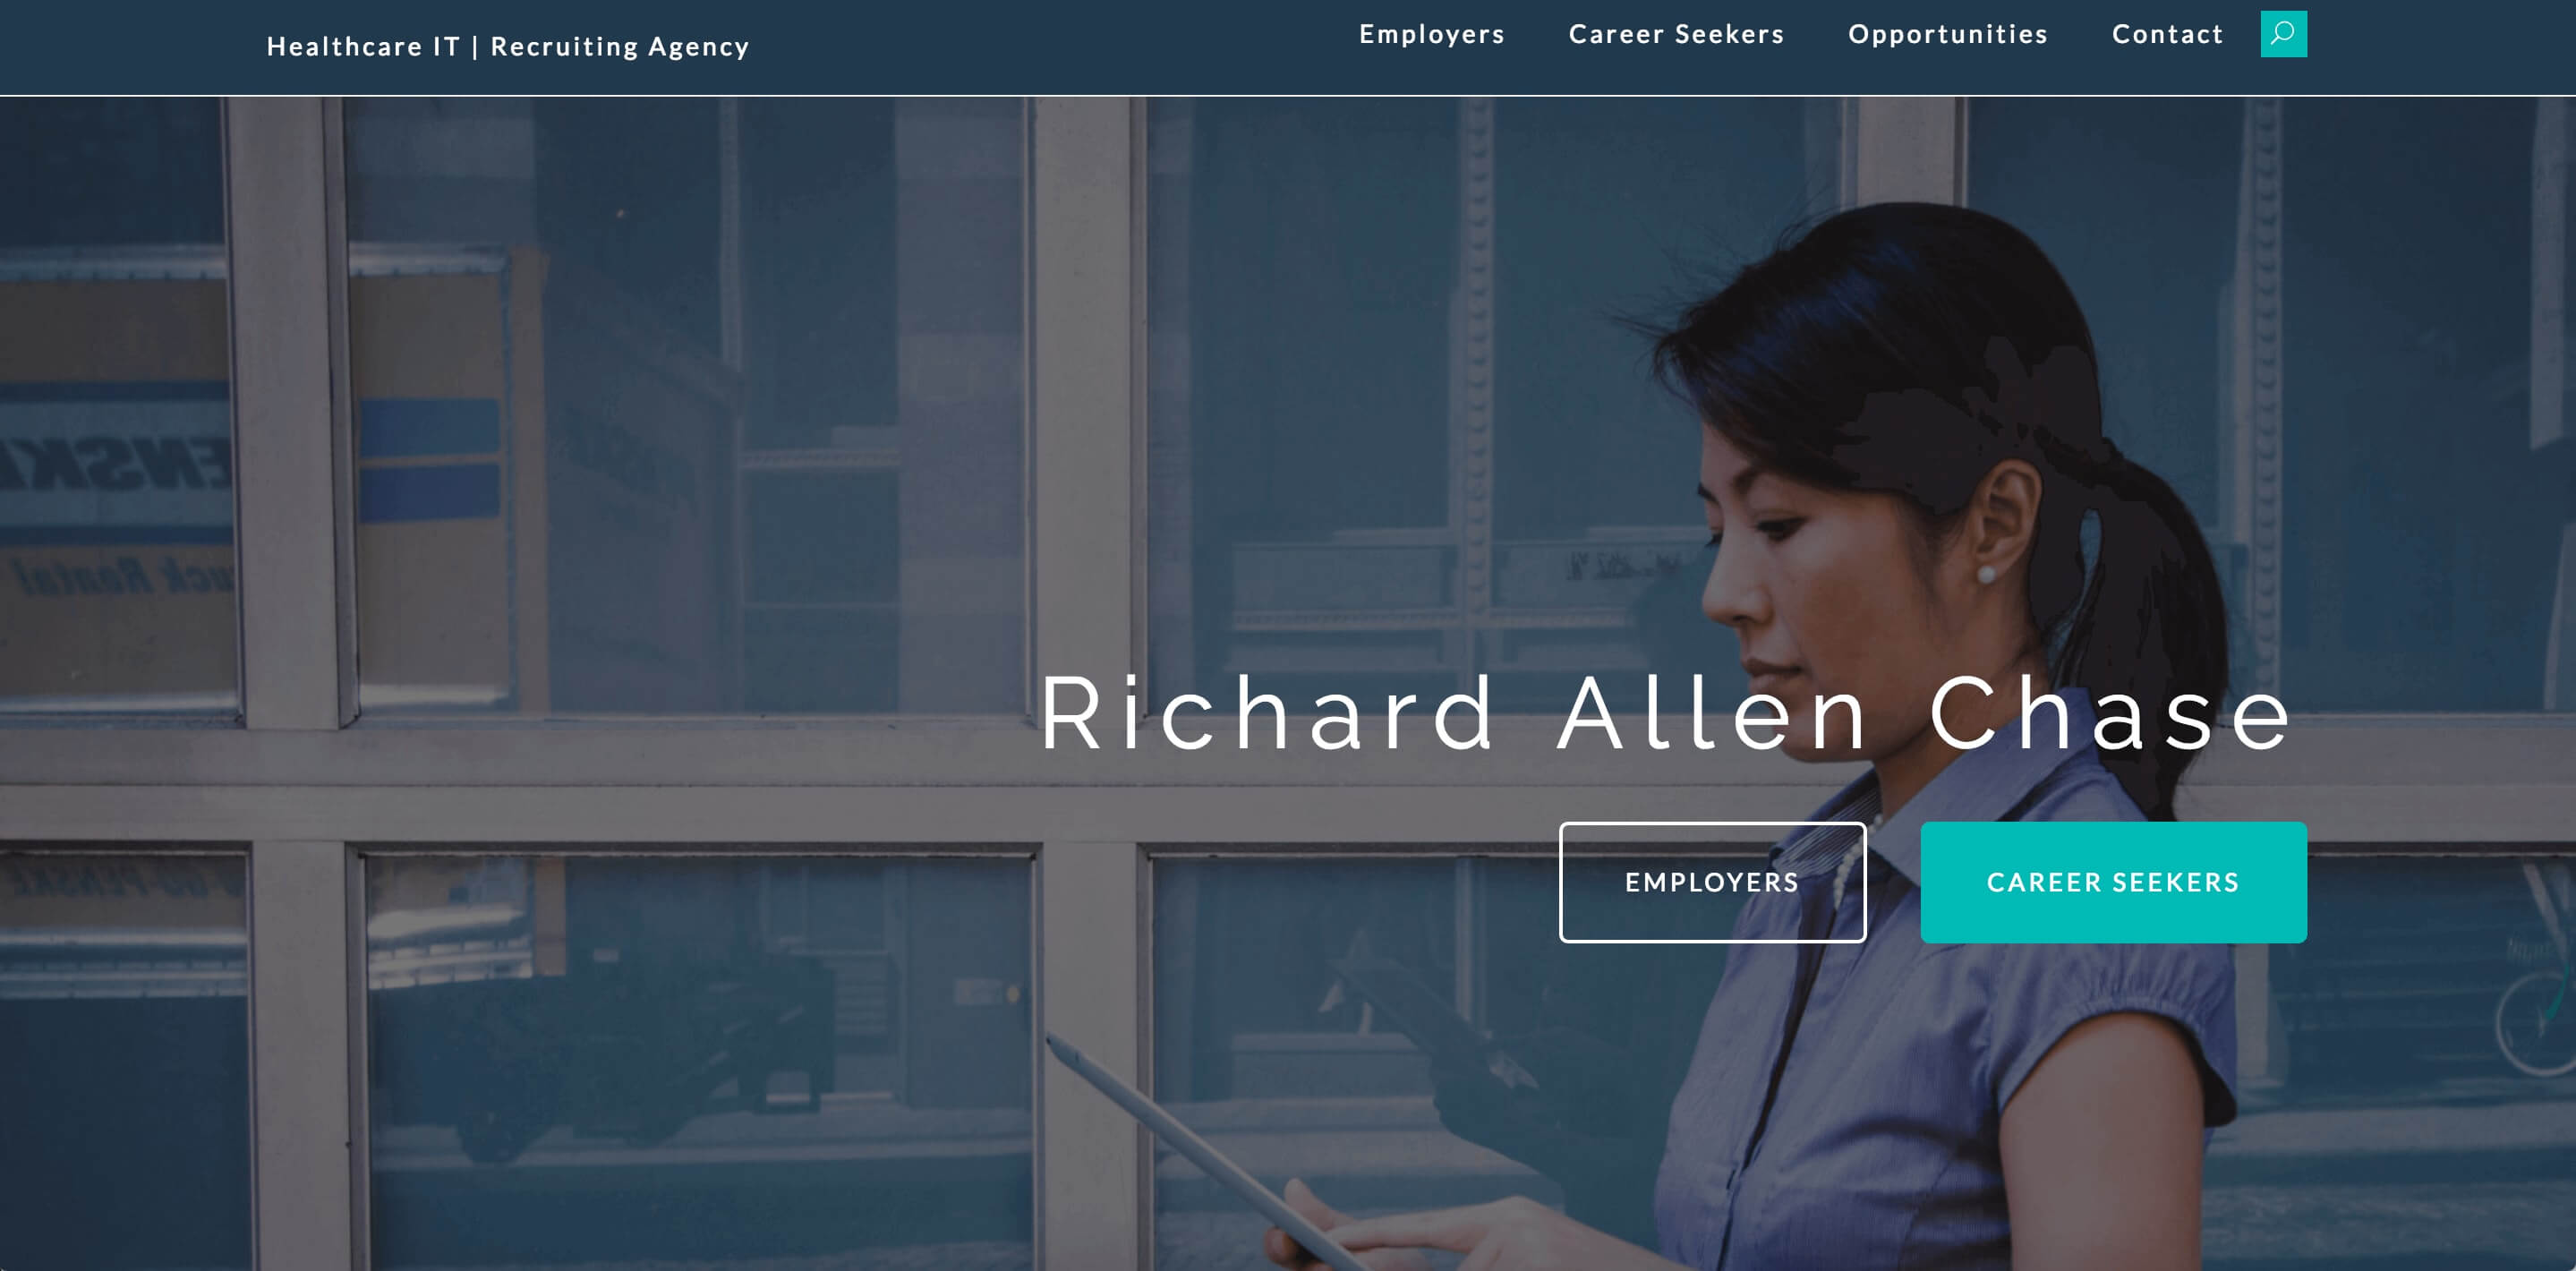 Healthcare IT | Recruiting Agency
Employers
Career Seekers
Opportunities
Contact
Richard Allen Chase
EMPLOYERS
CAREER SEEKERS